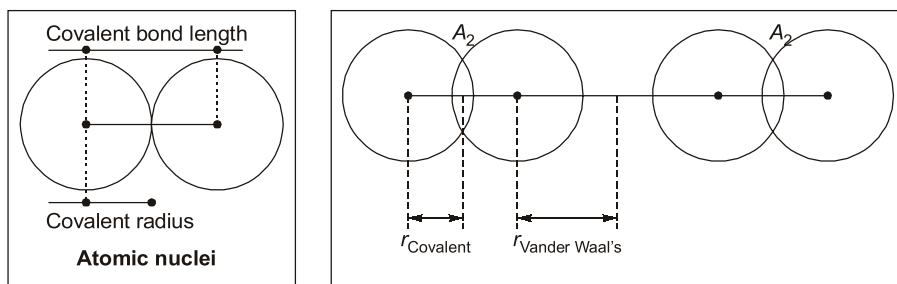 Covalent bond length
Covalent radius
Atomic nuclei
A2 A2
rCovalent rVander Waal's